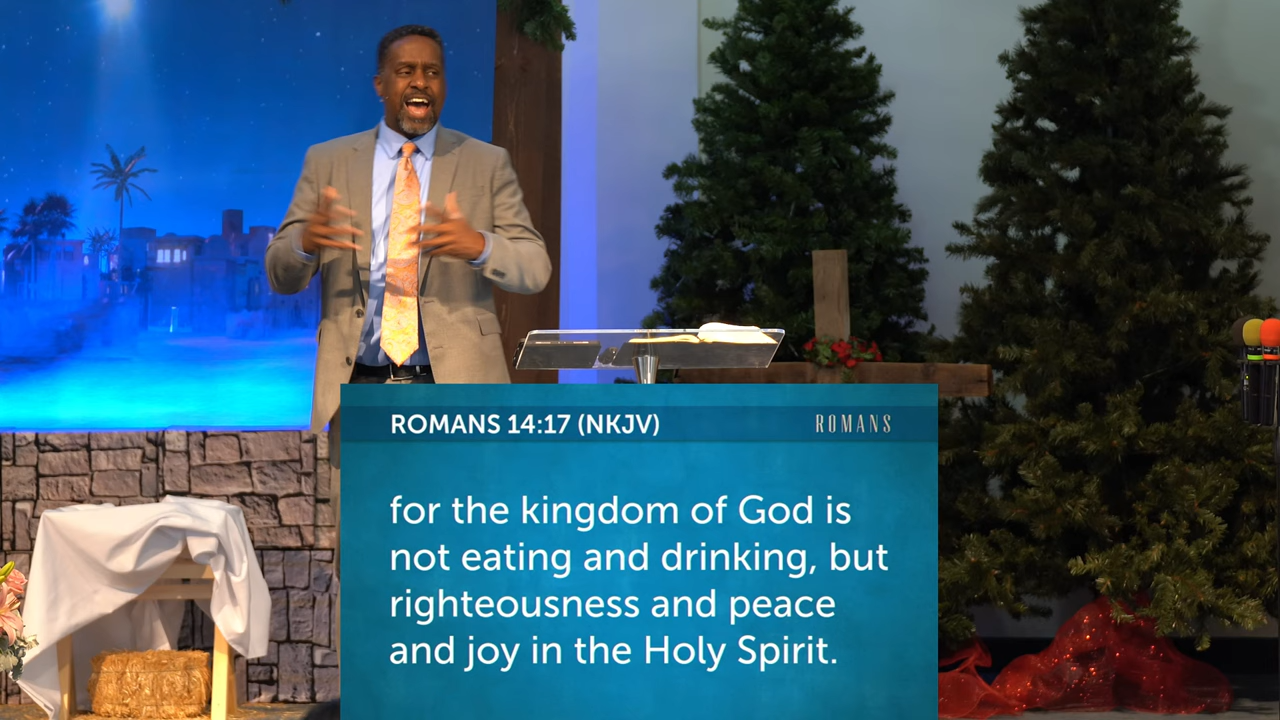 ROMANS 14:17 (NKJV)
ROMANS
for the kingdom of God is
not eating and drinking, but
righteousness and peace
and joy in the Holy Spirit.